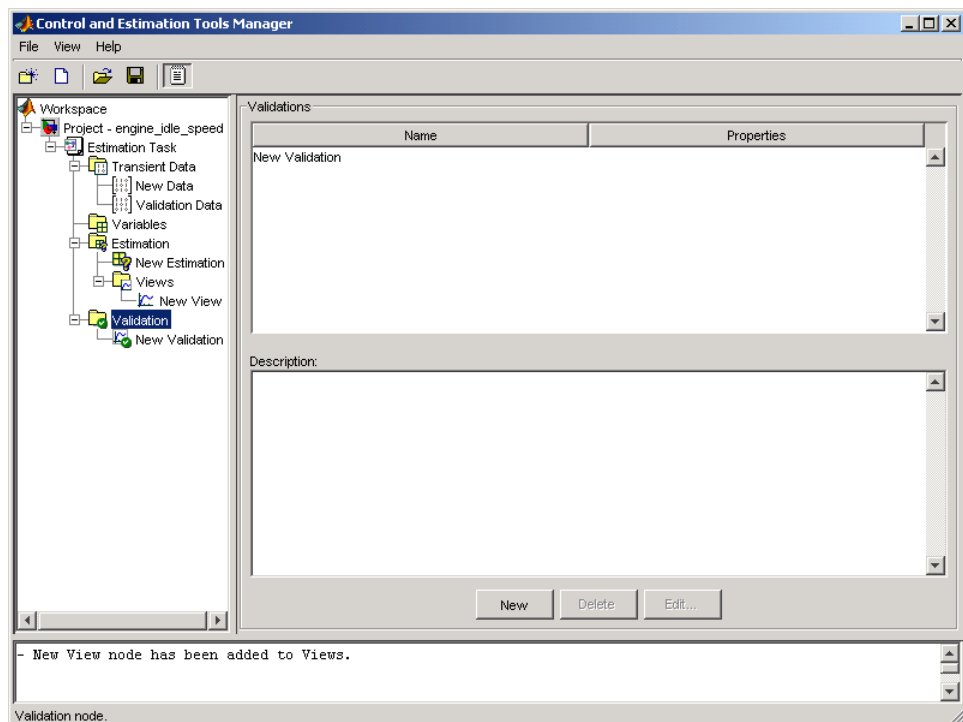 Control and Estimation Tools Manager
File View Help
Workspace
Project - engine_idle_speed
Estimation Task
Transient Data
New Data
Validation Data
Variables
Estimation
New Estimation
Views
New View
Validation
New Validation
Validations
Name Properties
New Validation
Description:
New Delete Edit...
- New View node has been added to Views.
Validation node.